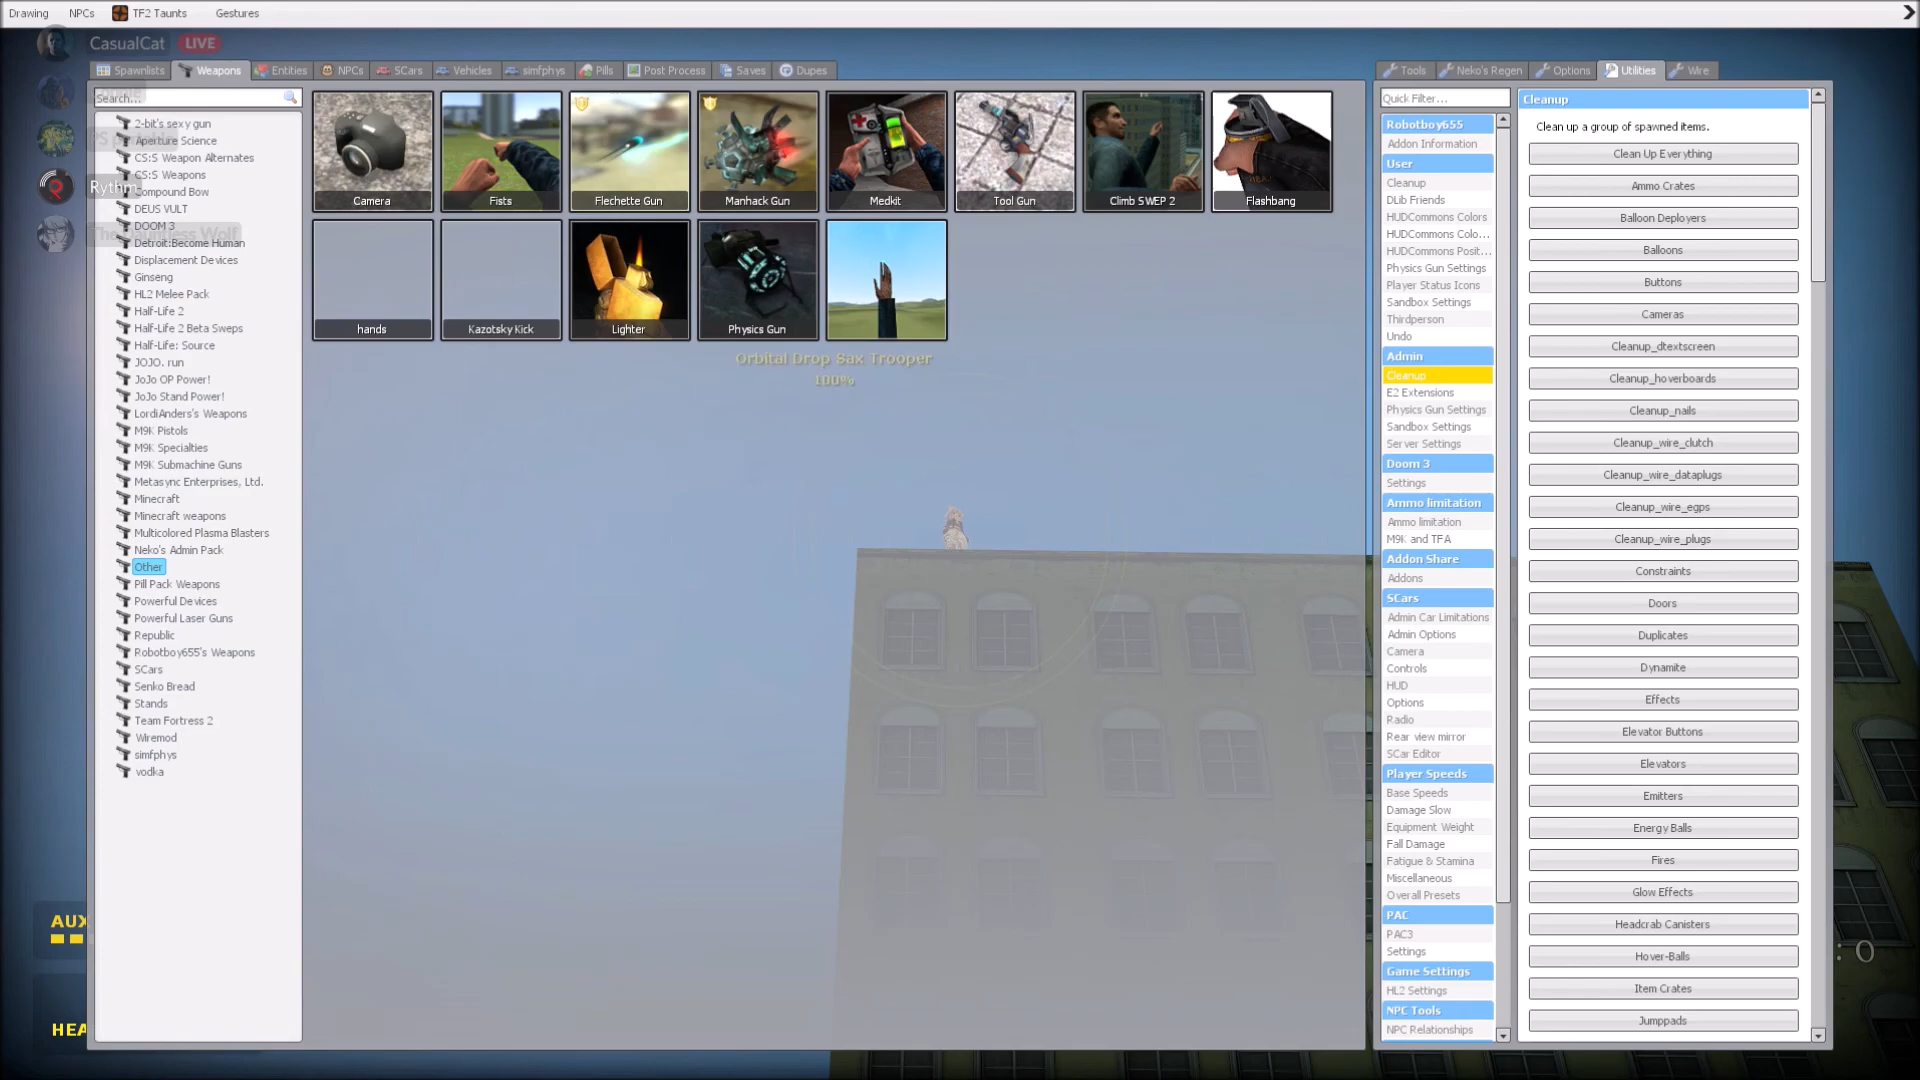 Drawing NPCs TF2 Taunts Gestures
CasualCat LIVE
Spawnlists Weapons Entities NPCs SCars Vehicles simfphys Pills Post Process Saves Dupes
Tools Neko's Regen Options Utilities Wire
Search...
2-bit's sexy gun
Aperture Science
CS:S Weapon Alternates
CS:S Weapons
Rythm
Compound Bow
DEUS VULT
DOOM 3
The Dauntless Wolf
Detroit:Become Human
Displacement Devices
Ginseng
HL2 Melee Pack
Half-Life 2
Half-Life 2 Beta Sweps
Half-Life: Source
JOJO. run
JoJo OP Power!
JoJo Stand Power!
LordiAnders's Weapons
M9K Pistols
M9K Specialties
M9K Submachine Guns
Metasync Enterprises, Ltd.
Minecraft
Minecraft weapons
Multicolored Plasma Blasters
Neko's Admin Pack
Other
Pill Pack Weapons
Powerful Devices
Powerful Laser Guns
Republic
Robotboy655's Weapons
SCars
Senko Bread
Stands
Team Fortress 2
Wiremod
simfphys
vodka
AUX
HEA
Camera
Fists
Flechette Gun
Manhack Gun
Medkit
Tool Gun
Climb SWEP 2
Flashbang
hands
Kazotsky Kick
Lighter
Physics Gun
Orbital Drop Sax Trooper
100%
Quick Filter...
Robotboy655
Addon Information
User
Cleanup
DLib Friends
HUDCommons Colors
HUDCommons Colo...
HUDCommons Posit...
Physics Gun Settings
Player Status Icons
Sandbox Settings
Thirdperson
Undo
Admin
Cleanup
E2 Extensions
Physics Gun Settings
Sandbox Settings
Server Settings
Doom 3
Settings
Ammo limitation
Ammo limitation
M9K and TFA
Addon Share
Addons
SCars
Admin Car Limitations
Admin Options
Camera
Controls
HUD
Options
Radio
Rear view mirror
SCar Editor
Player Speeds
Base Speeds
Damage Slow
Equipment Weight
Fall Damage
Fatigue & Stamina
Miscellaneous
Overall Presets
PAC
PAC3
Settings
Game Settings
HL2 Settings
NPC Tools
NPC Relationships
Cleanup
Clean up a group of spawned items.
Clean Up Everything
Ammo Crates
Balloon Deployers
Balloons
Buttons
Cameras
Cleanup_dtextscreen
Cleanup_hoverboards
Cleanup_nails
Cleanup_wire_clutch
Cleanup_wire_dataplugs
Cleanup_wire_egps
Cleanup_wire_plugs
Constraints
Doors
Duplicates
Dynamite
Effects
Elevator Buttons
Elevators
Emitters
Energy Balls
Fires
Glow Effects
Headcrab Canisters
Hover-Balls
Item Crates
Jumppads
: 0